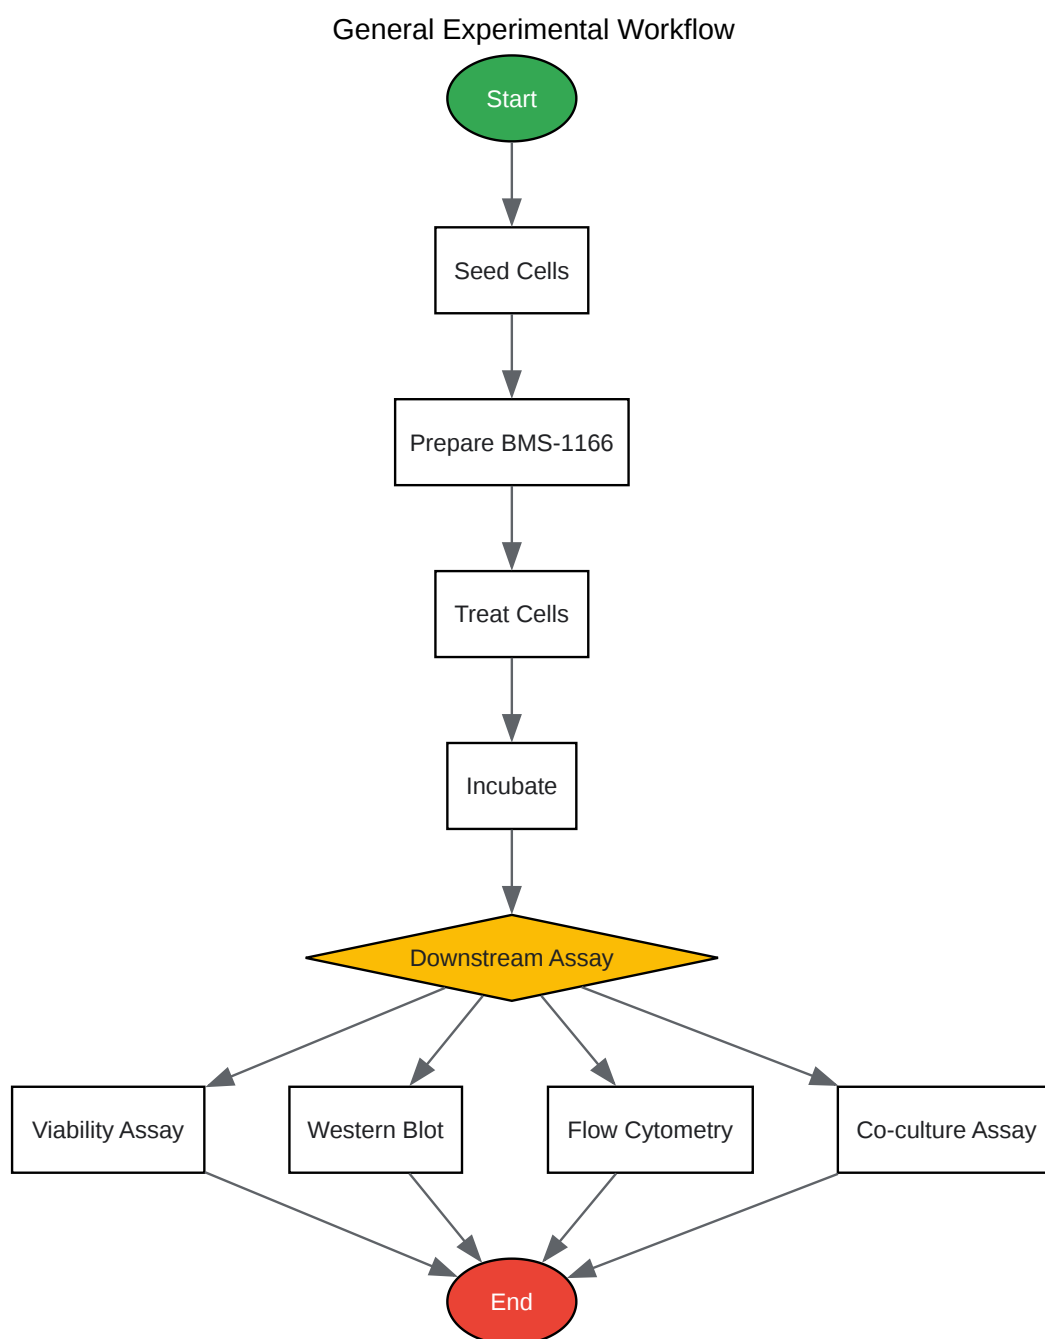 General Experimental Workflow
Start
Seed Cells
Prepare BMS-1166
Treat Cells
Incubate
Downstream Assay
Viability Assay
Western Blot
Flow Cytometry
Co-culture Assay
End